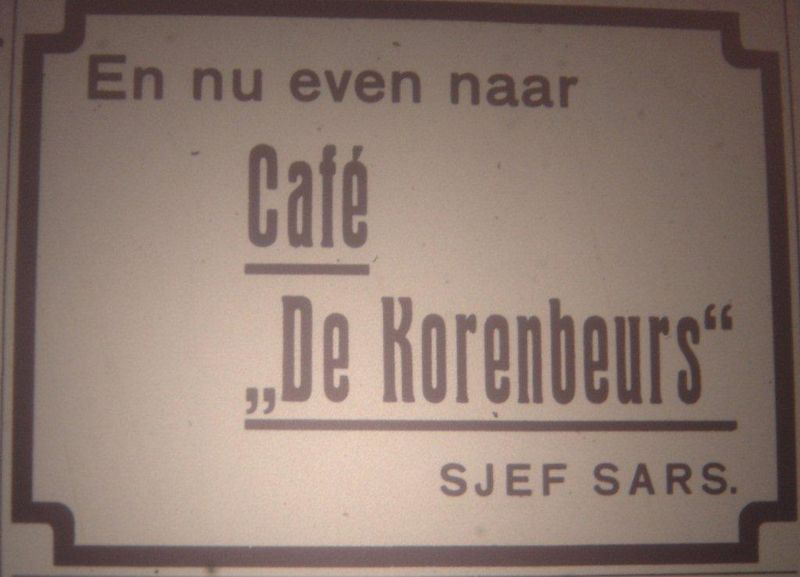 En nu even naar
Café
„De Korenbeurs“
SJEF SARS.